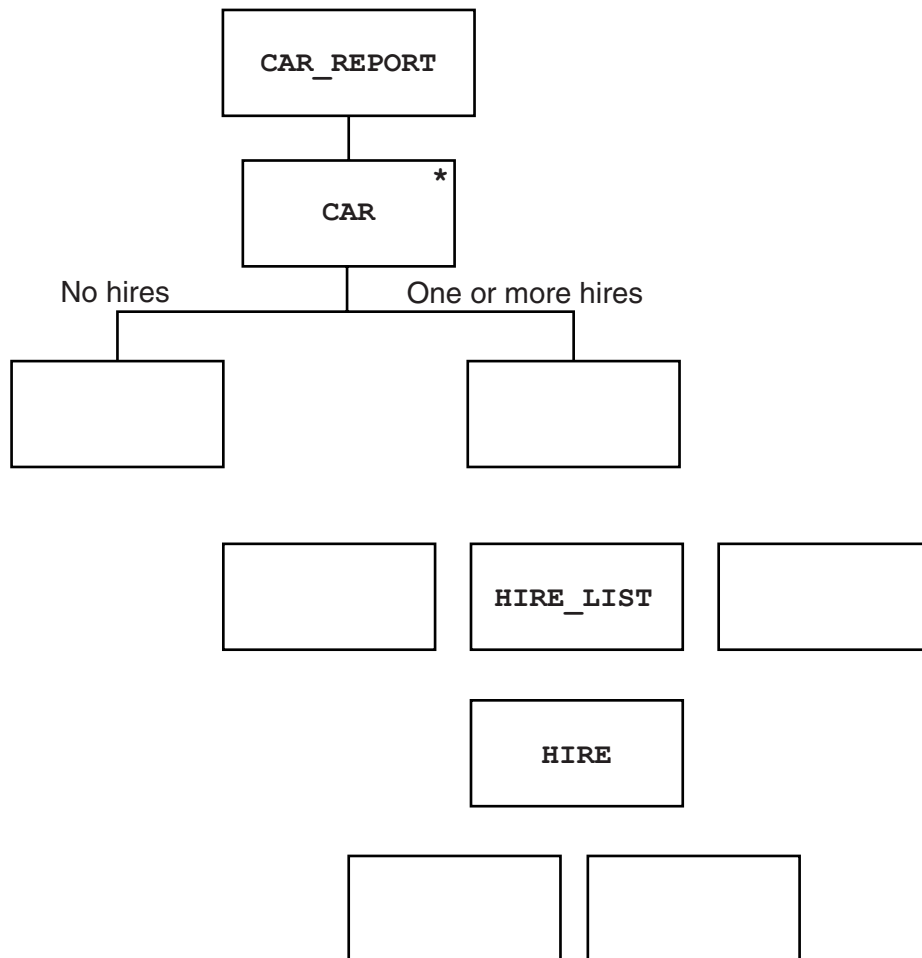 CAR_REPORT
*
CAR
No hires
One or more hires
HIRE_LIST
HIRE